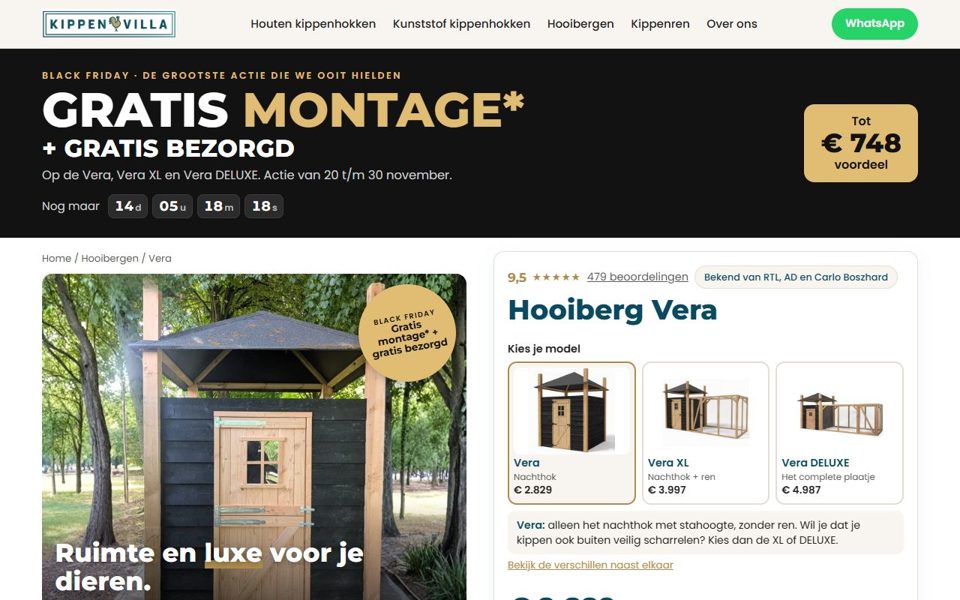 KIPPEN VILLA
Houten kippenhokken
Kunststof kippenhokken
Hooibergen
Kippenren
Over ons
WhatsApp
BLACK FRIDAY · DE GROOTSTE ACTIE DIE WE OOIT HIELDEN
GRATIS MONTAGE*
+ GRATIS BEZORGD
Op de Vera, Vera XL en Vera DELUXE. Actie van 20 t/m 30 november.
Nog maar 14d 05u 18m 18s
Tot
€ 748
voordeel
Home / Hooibergen / Vera
BLACK FRIDAY
Gratis
montage* +
gratis bezorgd
Ruimte en luxe voor je
dieren.
9,5 ★★★★★ 479 beoordelingen
Bekend van RTL, AD en Carlo Boszhard
Hooiberg Vera
Kies je model
Vera
Nachthok
€ 2.829
Vera XL
Nachthok + ren
€ 3.997
Vera DELUXE
Het complete plaatje
€ 4.987
Vera: alleen het nachthok met stahoogte, zonder ren. Wil je dat je
kippen ook buiten veilig scharrelen? Kies dan de XL of DELUXE.
Bekijk de verschillen naast elkaar